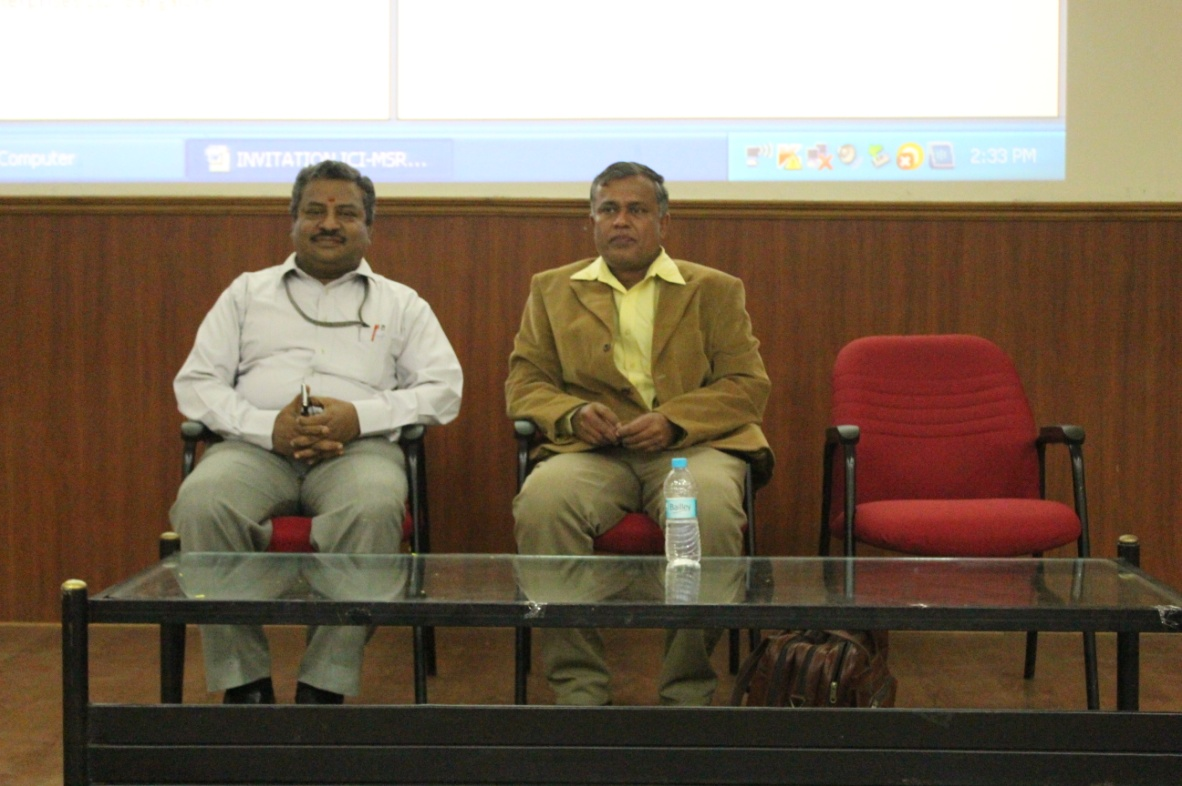 Computer
INVITATION ICI-MSR...
2:33 PM
Bailley